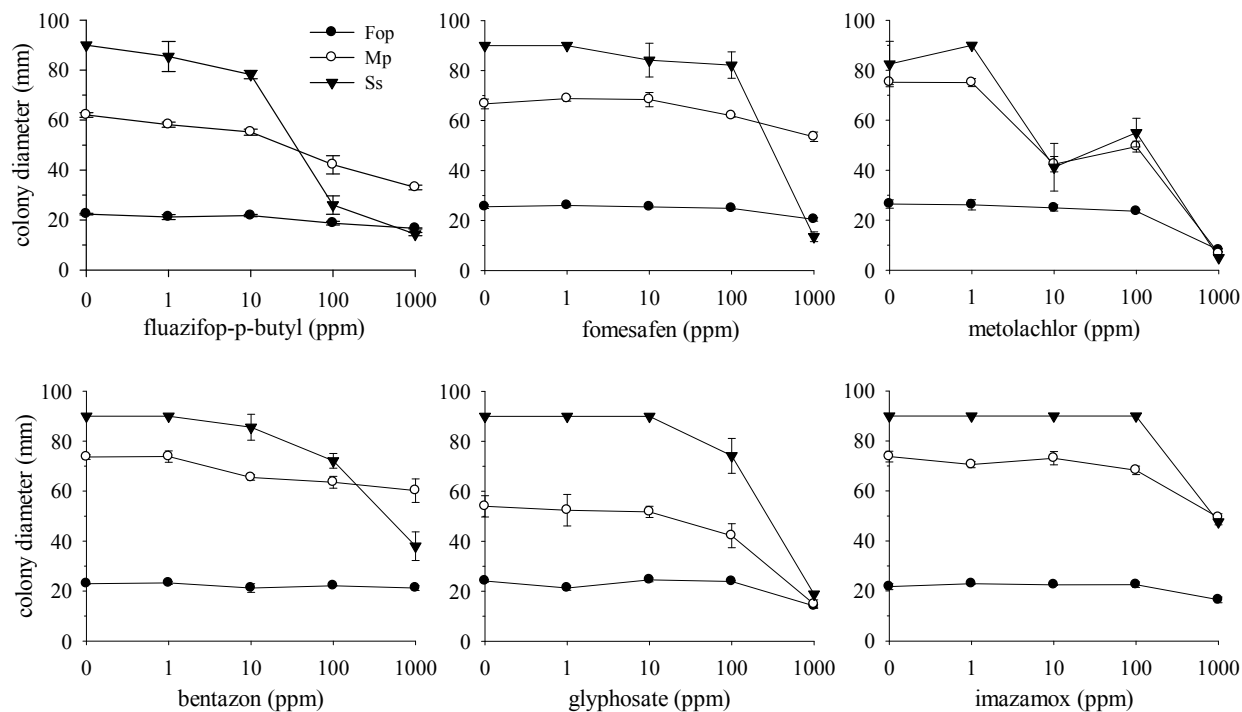 100
80
60
40
20
0
colony diameter (mm)
Fop
Mp
Ss
0 1 10 100 1000
fluazifop-p-butyl (ppm)
100
80
60
40
20
0
0 1 10 100 1000
fomesafen (ppm)
100
80
60
40
20
0
0 1 10 100 1000
metolachlor (ppm)
100
80
60
40
20
0
colony diameter (mm)
0 1 10 100 1000
bentazon (ppm)
100
80
60
40
20
0
0 1 10 100 1000
glyphosate (ppm)
100
80
60
40
20
0
0 1 10 100 1000
imazamox (ppm)